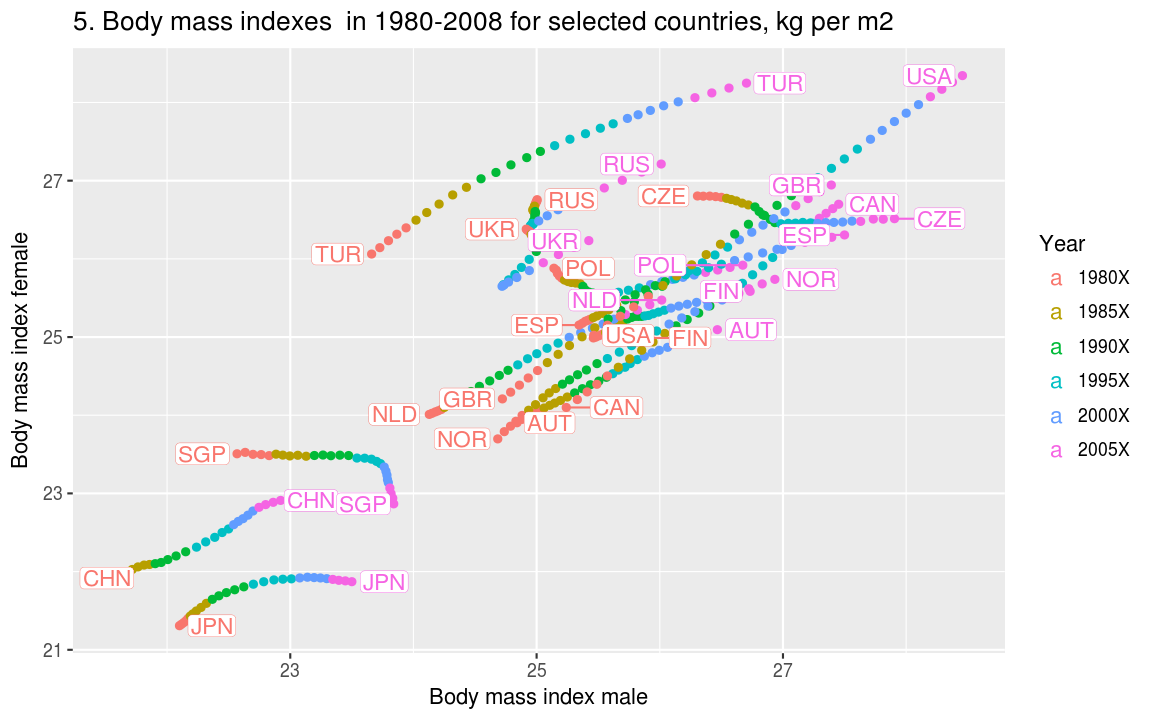 5. Body mass indexes  in 1980-2008 for selected countries, kg per m2
Body mass index female
27
25
23
21
TUR
USA
RUS
GBR
CZE
RUS
CAN
CZE
UKR
UKR
ESP
TUR
POL
POL
NOR
FIN
NLD
ESP
USA
FIN
AUT
GBR
CAN
NLD
AUT
NOR
SGP
CHN
SGP
CHN
JPN
JPN
23
25
27
Body mass index male
Year
a 1980X
a 1985X
a 1990X
a 1995X
a 2000X
a 2005X